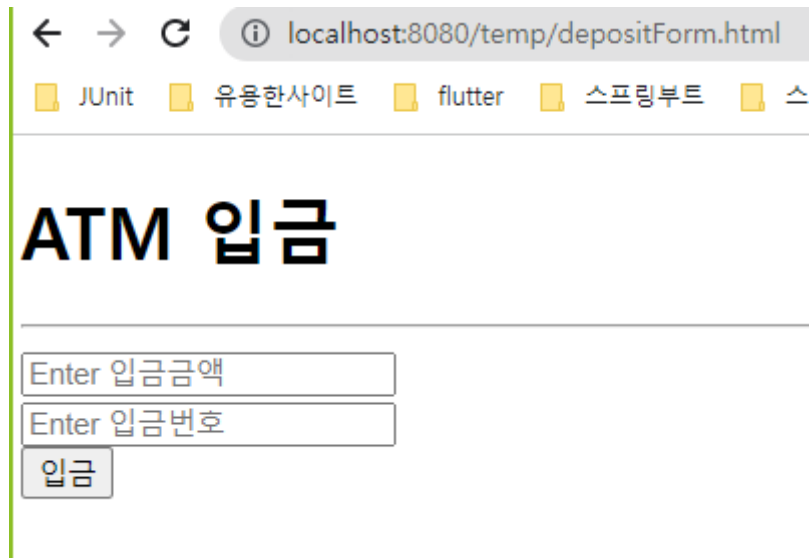 localhost:8080/temp/depositForm.html
JUnit 유용한사이트 flutter 스프링부트 스
ATM 입금
Enter 입금금액
Enter 입금번호
입금